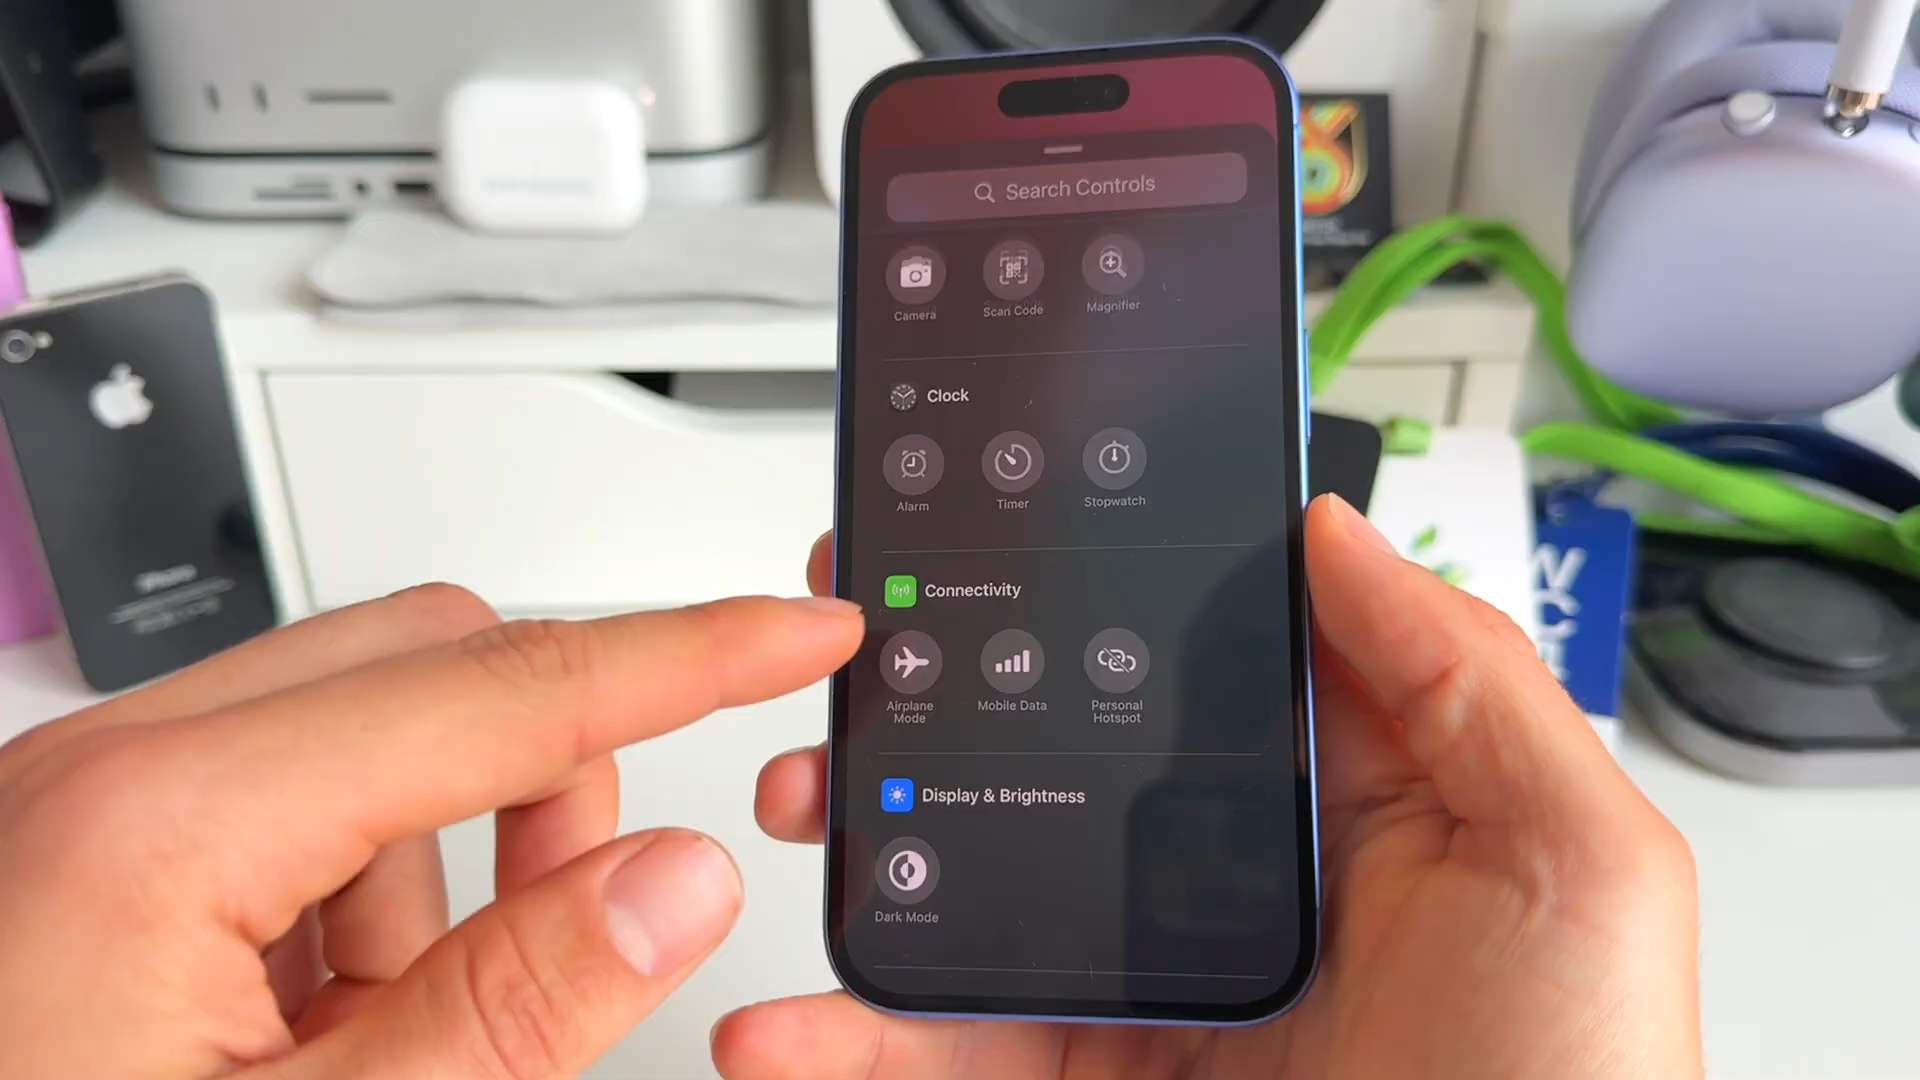 Search Controls
Camera
Scan Code
Magnifier
Clock
Alarm
Timer
Stopwatch
Connectivity
Airplane
Mode
Mobile Data
Personal
Hotspot
Display & Brightness
Dark Mode
iPhone